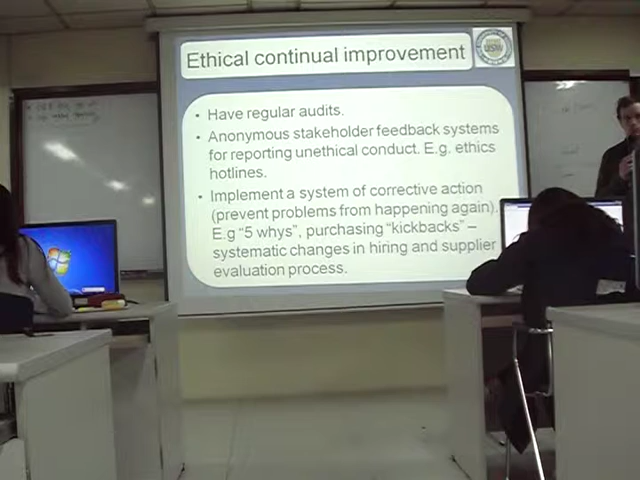 Ethical continual improvement
• Have regular audits.
• Anonymous stakeholder feedback systems
for reporting unethical conduct. E.g. ethics
hotlines.
• Implement a system of corrective action
(prevent problems from happening again).
E.g “5 whys”, purchasing “kickbacks” –
systematic changes in hiring and supplier
evaluation process.